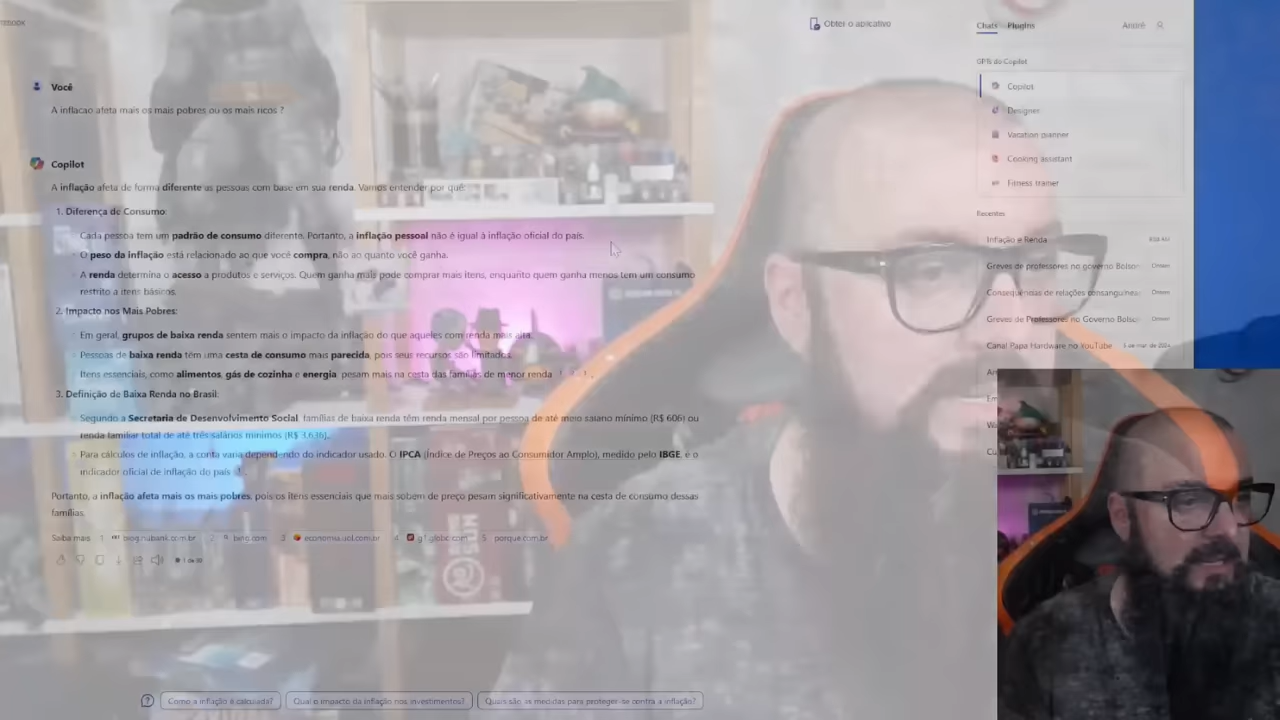 Obter o aplicativo
Chats Plugins
André
GPTs do Copilot
Você
A inflacao afeta mais os mais pobres ou os mais ricos ?
Copilot
Designer
Vacation planner
Cooking assistant
Fitness trainer
Copilot
A inflação afeta de forma diferente as pessoas com base em sua renda. Vamos entender por quê:
1. Diferença de Consumo:
Cada pessoa tem um padrão de consumo diferente. Portanto, a inflação pessoal não é igual à inflação oficial do país.
O peso da inflação está relacionado ao que você compra, não ao quanto você ganha.
A renda determina o acesso a produtos e serviços. Quem ganha mais pode comprar mais itens, enquanto quem ganha menos tem um consumo
restrito a itens básicos.
2. Impacto nos Mais Pobres:
Em geral, grupos de baixa renda sentem mais o impacto da inflação do que aqueles com renda mais alta.
Pessoas de baixa renda têm uma cesta de consumo mais parecida, pois seus recursos são limitados.
Itens essenciais, como alimentos, gás de cozinha e energia, pesam mais na cesta das famílias de menor renda
3. Definição de Baixa Renda no Brasil:
Segundo a Secretaria de Desenvolvimento Social, famílias de baixa renda têm renda mensal por pessoa de até meio salário mínimo (R$ 606) ou
renda familiar total de até três salários mínimos (R$ 3.636).
Para cálculos de inflação, a conta varia dependendo do indicador usado. O IPCA (Índice de Preços ao Consumidor Amplo), medido pelo IBGE, é o
indicador oficial de inflação do país
Portanto, a inflação afeta mais os mais pobres, pois os itens essenciais que mais sobem de preço pesam significativamente na cesta de consumo dessas
famílias.
Saiba mais 1 blog.nubank.com.br 2 bing.com 3 economia.uol.com.br 4 g1.globo.com 5 porque.com.br
1 de 30
Recentes
Inflação e Renda
Greves de professores no governo Bolson
Consequências de relações consanguíneas
Greves de Professores no Governo Bolso
Canal Papa Hardware no YouTube
Como a inflação é calculada? Qual o impacto da inflação nos investimentos? Quais são as medidas para proteger-se contra a inflação?